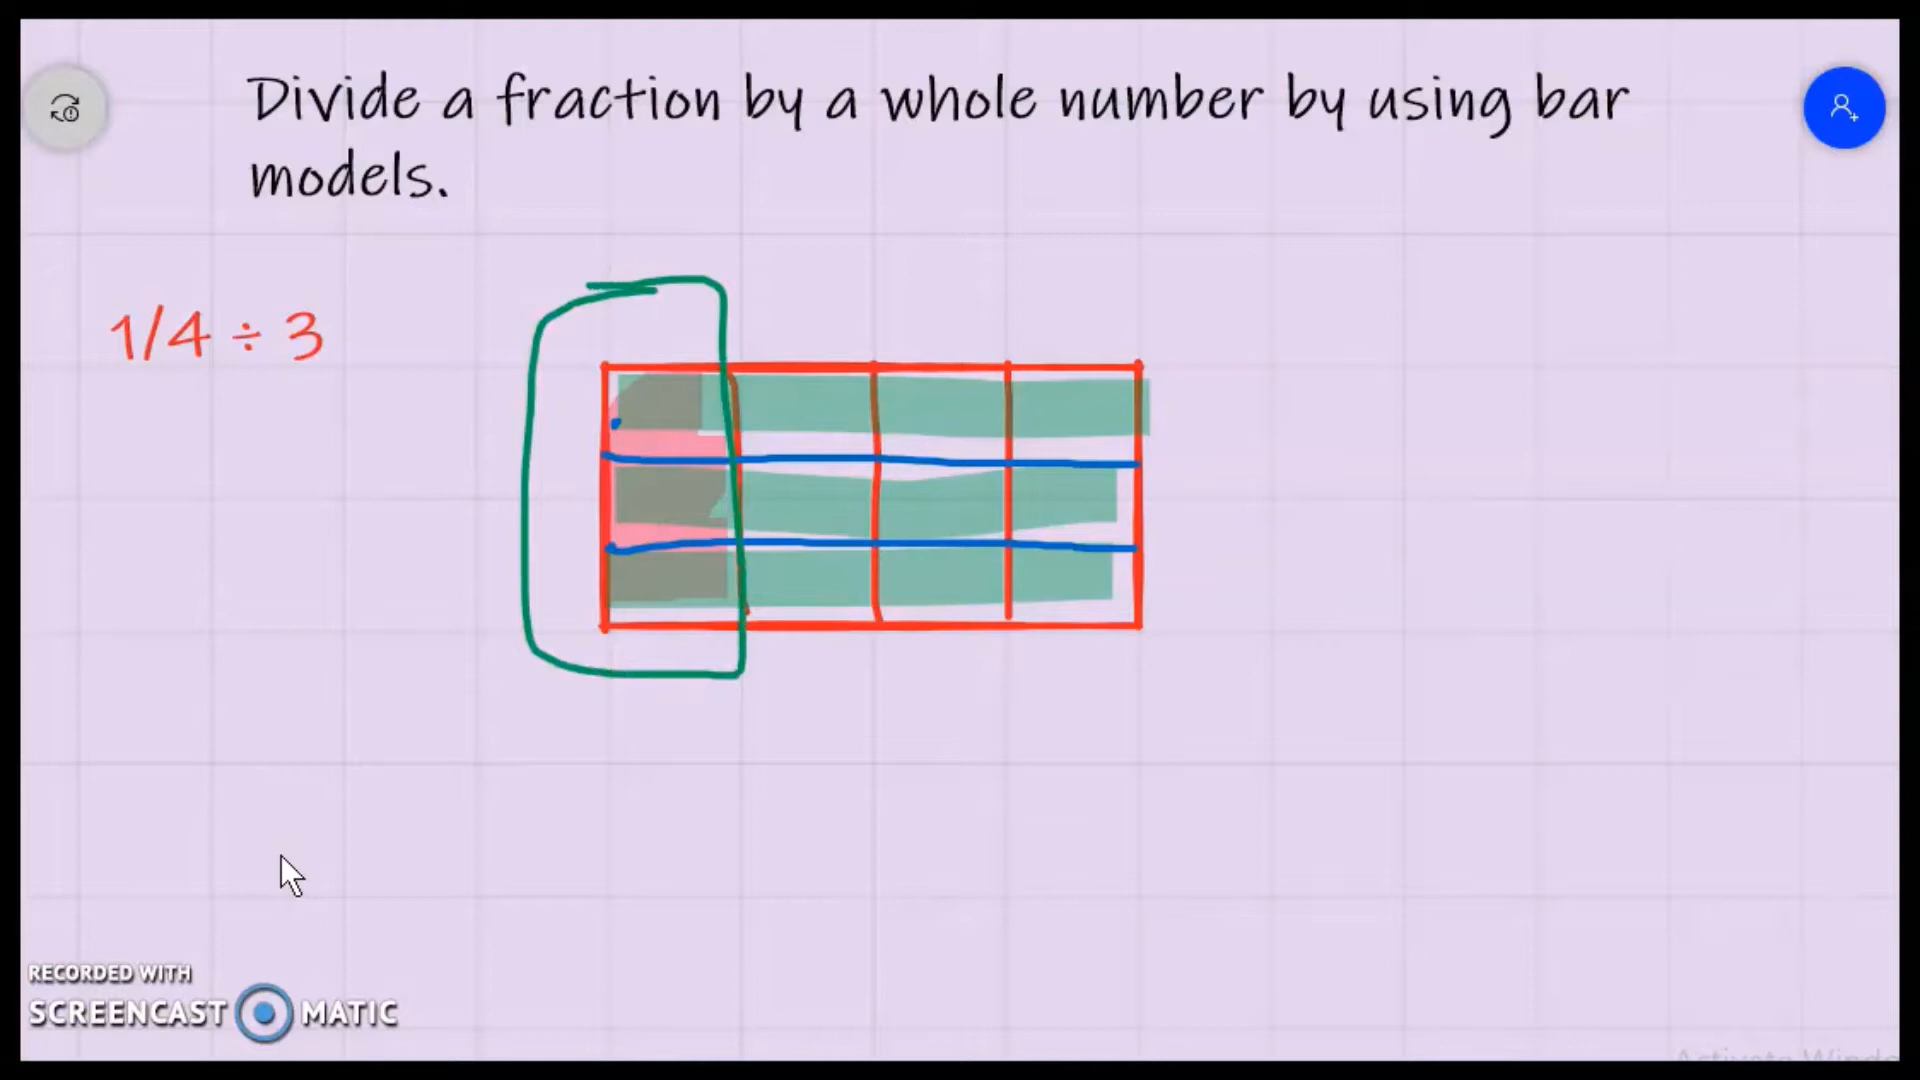 Divide a fraction by a whole number by using bar
models.
1/4 ÷ 3
RECORDED WITH
SCREENCAST MATIC